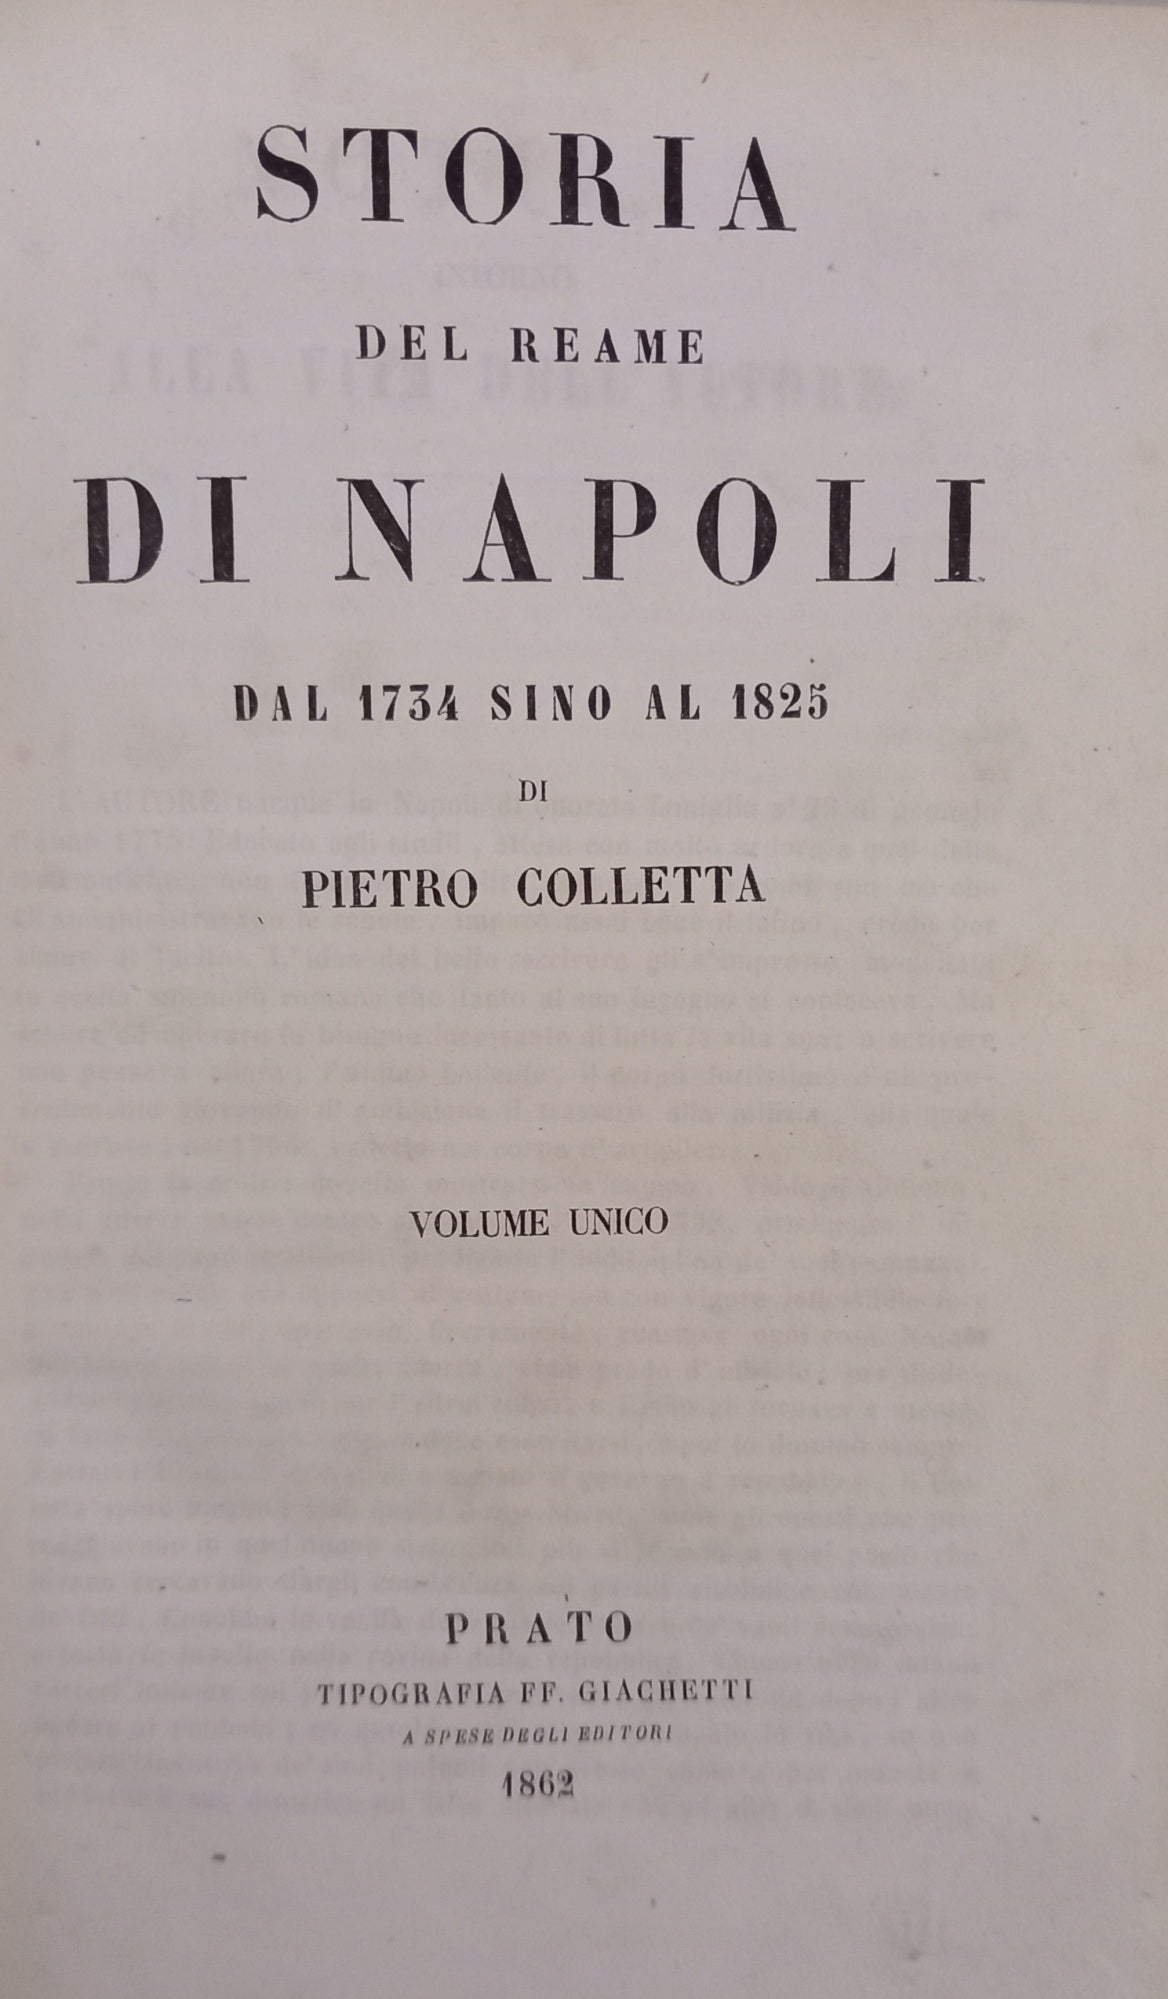 STORIA
DEL REAME
DI NAPOLI
DAL 1734 SINO AL 1825
DI
PIETRO COLLETTA
VOLUME UNICO
PRATO
TIPOGRAFIA FF. GIACHETTI
A SPESE DEGLI EDITORI
1862